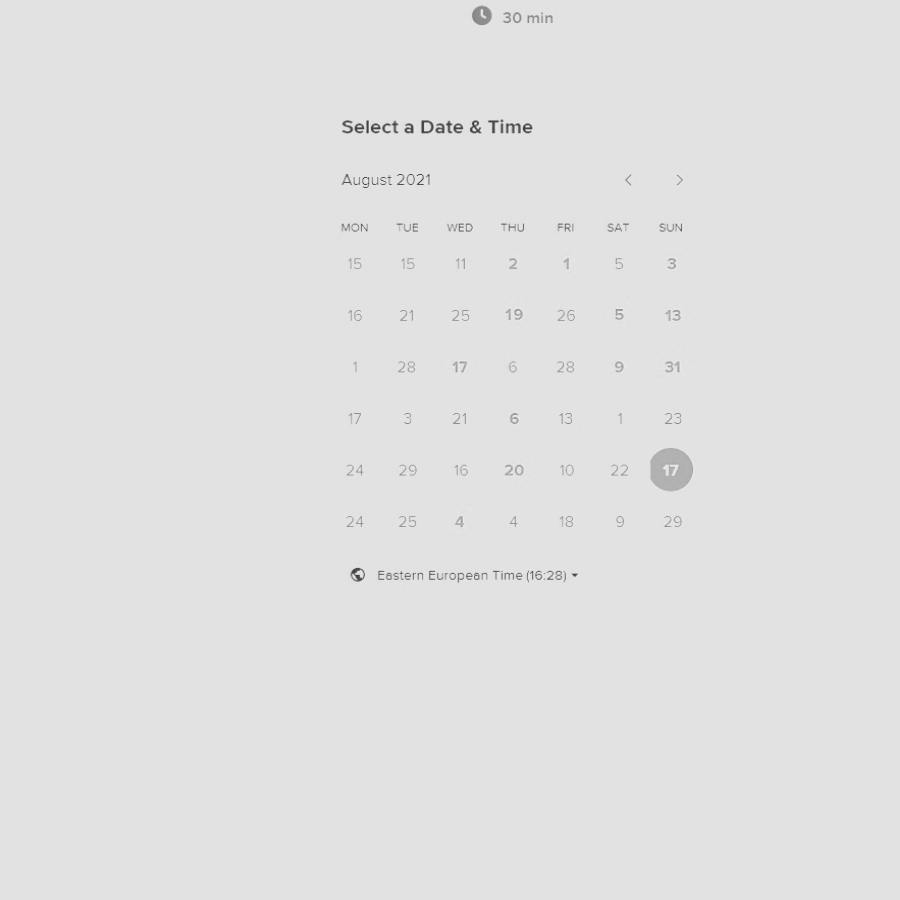 30 min
Select a Date & Time
August 2021
MON TUE WED THU FRI SAT SUN
15 15 11 2 1 5 3
16 21 25 19 26 5 13
1 28 17 6 28 9 31
17 3 21 6 13 1 23
24 29 16 20 10 22 17
24 25 4 4 18 9 29
Eastern European Time (16:28)